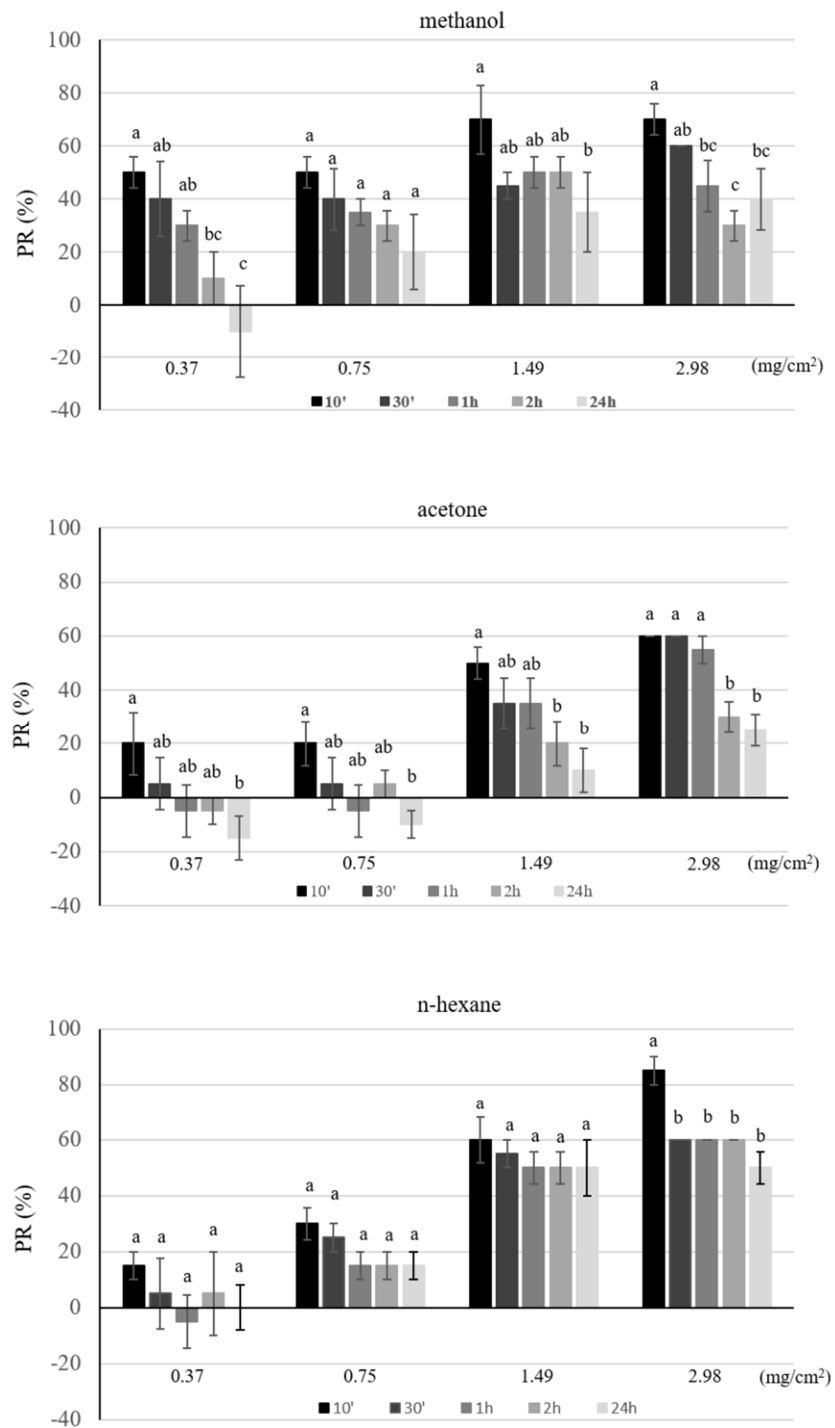 methanol
100
80
60
40
20
0
-20
-40
PR (%)
a ab ab bc c
a a a a a
a ab ab ab b
a ab bc c bc
0.37 0.75 1.49 2.98 (mg/cm²)
10' 30' 1h 2h 24h
acetone
100
80
60
40
20
0
-20
-40
PR (%)
a ab ab ab b
a ab ab ab b
a ab ab b b
a a a b b
0.37 0.75 1.49 2.98 (mg/cm²)
10' 30' 1h 2h 24h
n-hexane
100
80
60
40
20
0
-20
-40
PR (%)
a a a a a
a a a a a
a a a a a
a b b b b
0.37 0.75 1.49 2.98 (mg/cm²)
10' 30' 1h 2h 24h